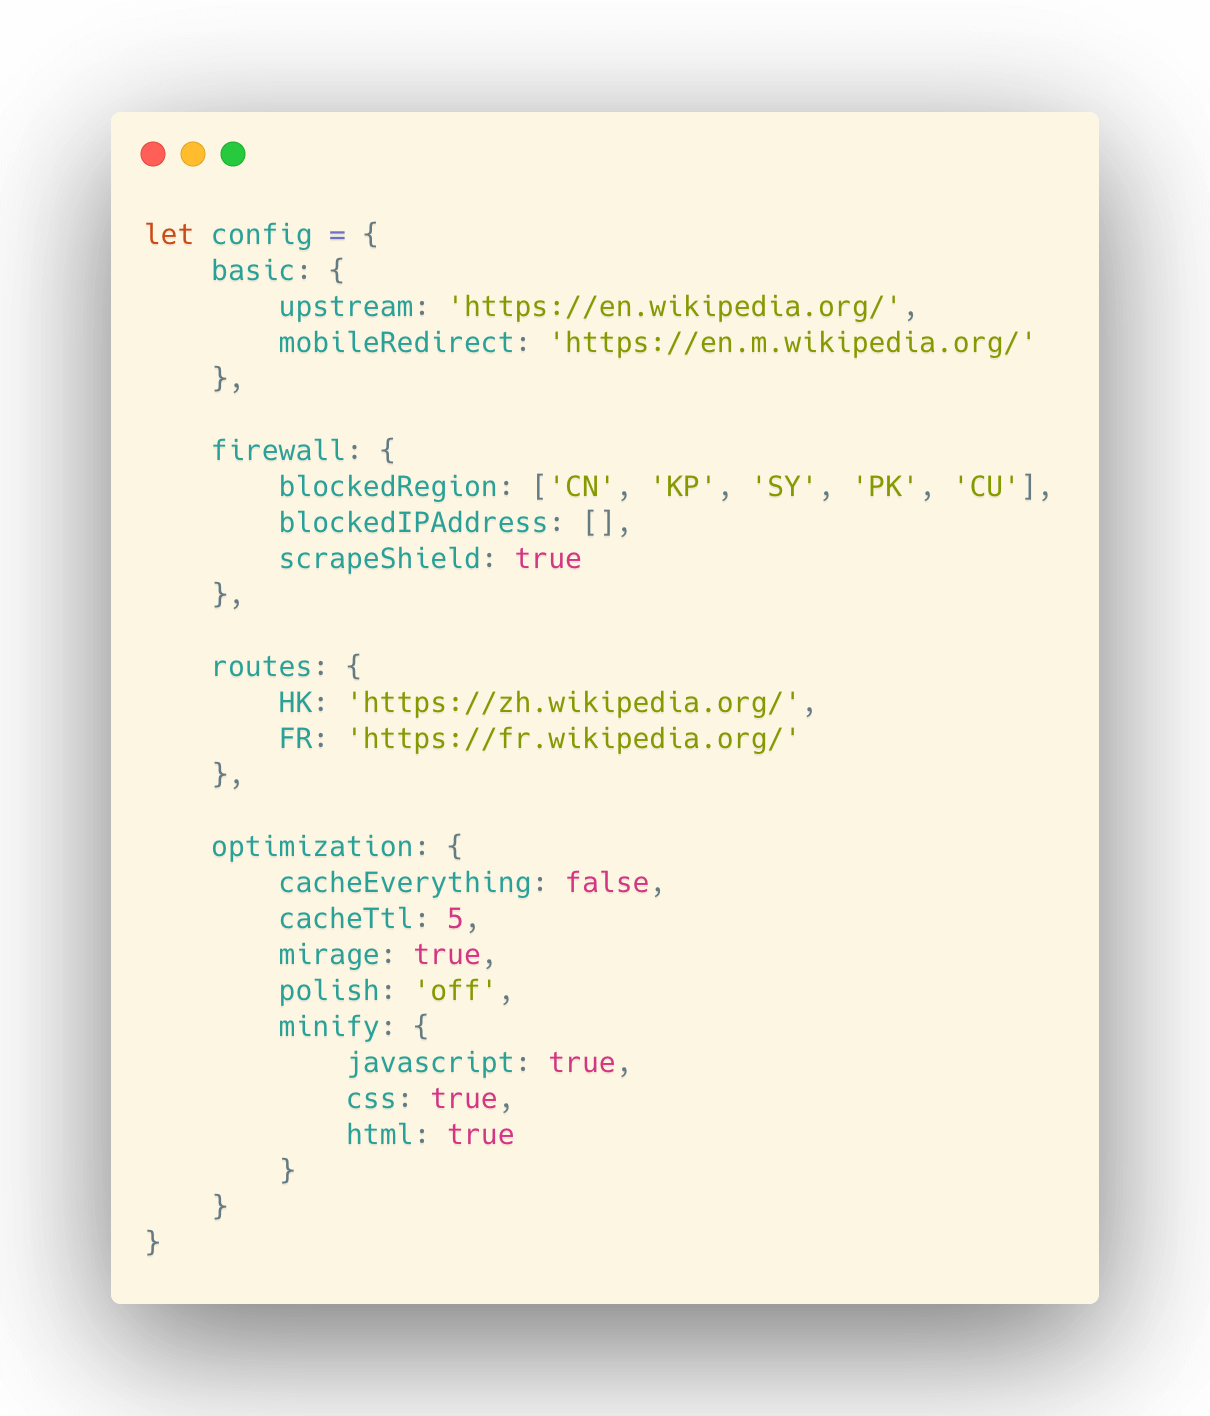 let config = {
    basic: {
        upstream: 'https://en.wikipedia.org/',
        mobileRedirect: 'https://en.m.wikipedia.org/'
    },

    firewall: {
        blockedRegion: ['CN', 'KP', 'SY', 'PK', 'CU'],
        blockedIPAddress: [],
        scrapeShield: true
    },

    routes: {
        HK: 'https://zh.wikipedia.org/',
        FR: 'https://fr.wikipedia.org/'
    },

    optimization: {
        cacheEverything: false,
        cacheTtl: 5,
        mirage: true,
        polish: 'off',
        minify: {
            javascript: true,
            css: true,
            html: true
        }
    }
}